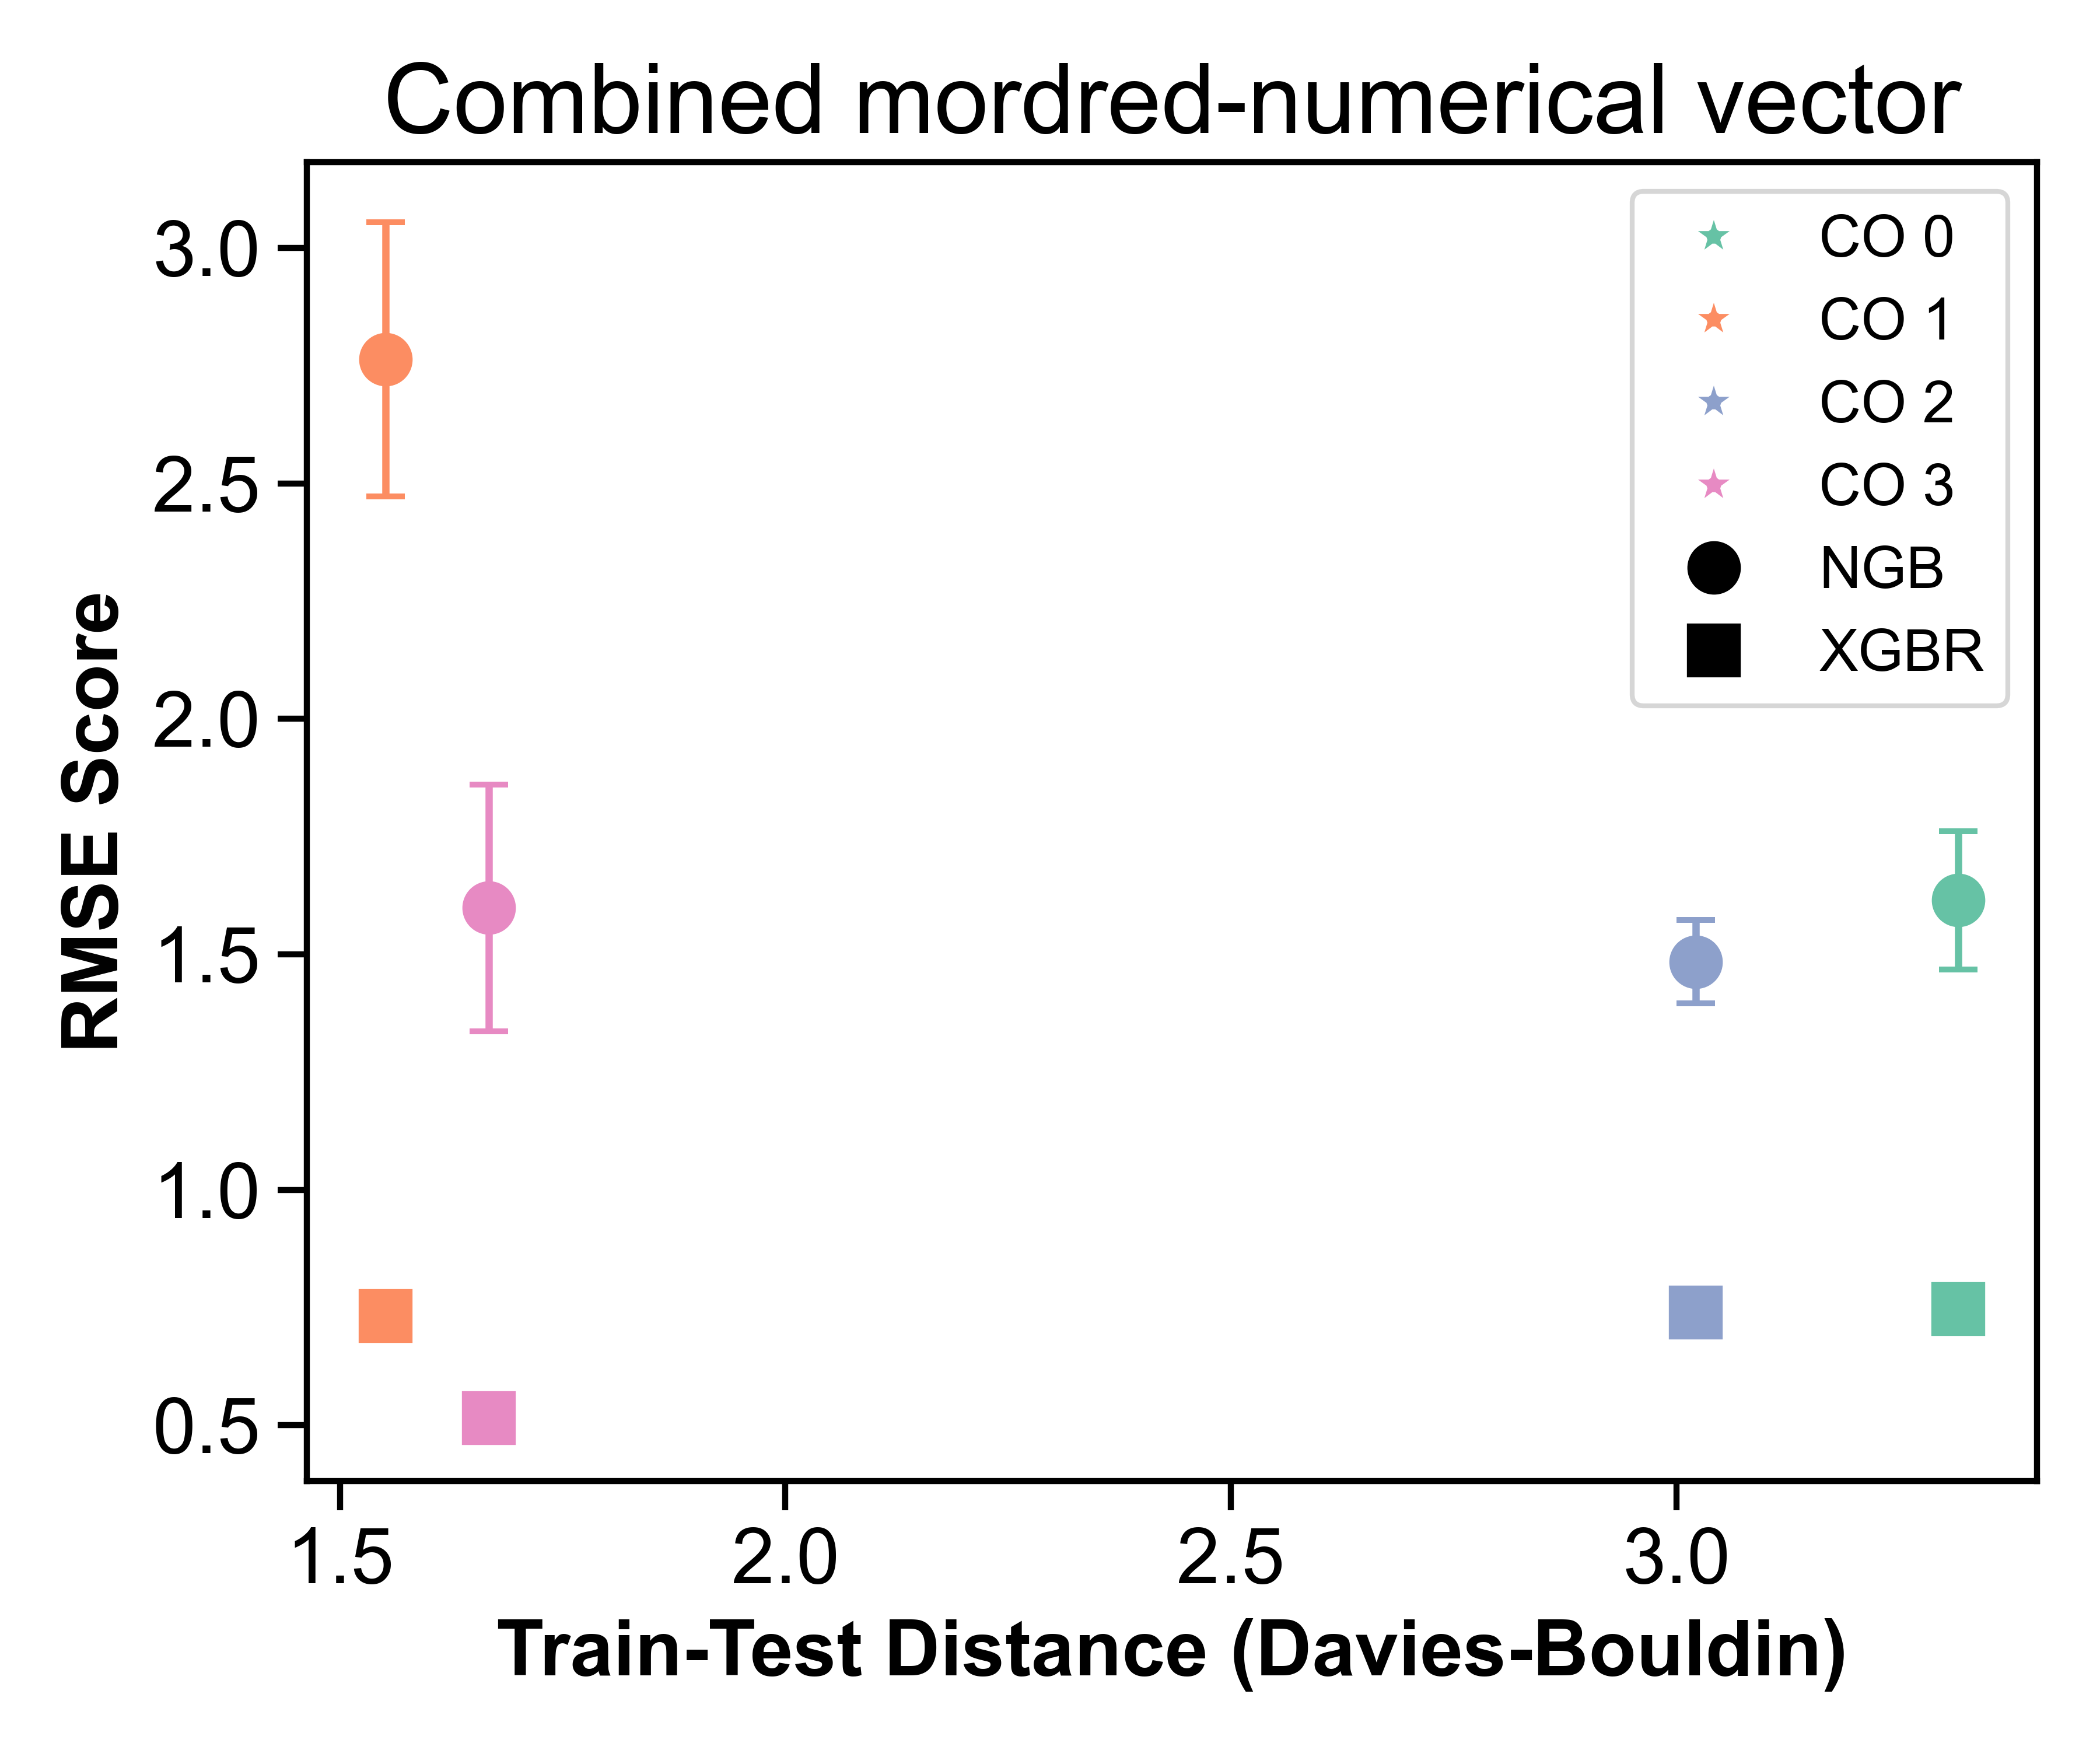 Combined mordred-numerical vector
3.0
2.5
2.0
1.5
1.0
0.5
RMSE Score
CO 0
CO 1
CO 2
CO 3
NGB
XGBR
1.5 2.0 2.5 3.0
Train-Test Distance (Davies-Bouldin)